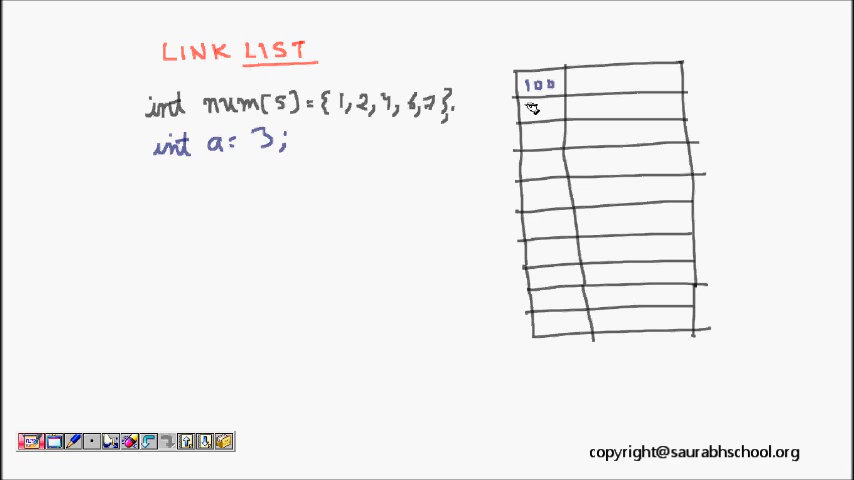 LINK LIST
int num[5]={1,2,4,6,7};
int a= 3;
100
copyright@saurabhschool.org